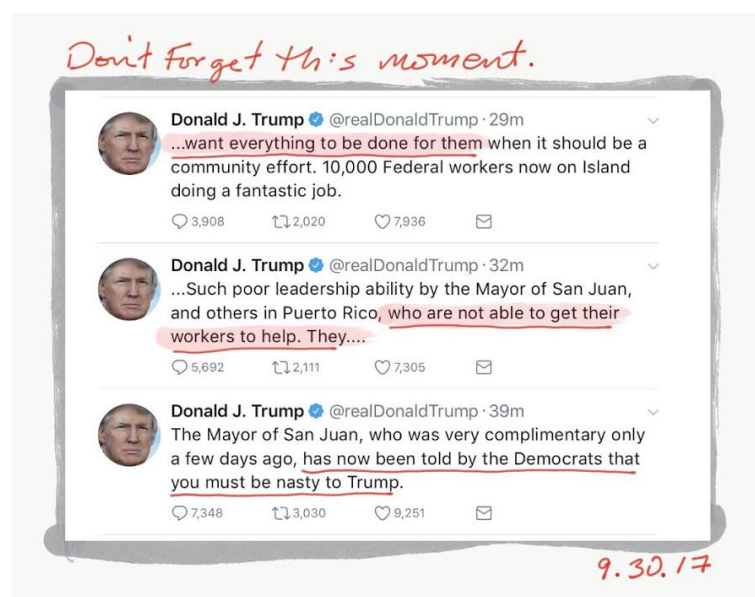 Don't Forget this moment.
Donald J. Trump @realDonaldTrump · 29m
...want everything to be done for them when it should be a
community effort. 10,000 Federal workers now on Island
doing a fantastic job.
3,908 2,020 7,936
Donald J. Trump @realDonaldTrump · 32m
...Such poor leadership ability by the Mayor of San Juan,
and others in Puerto Rico, who are not able to get their
workers to help. They....
5,692 2,111 7,305
Donald J. Trump @realDonaldTrump · 39m
The Mayor of San Juan, who was very complimentary only
a few days ago, has now been told by the Democrats that
you must be nasty to Trump.
7,348 3,030 9,251
9.30.17